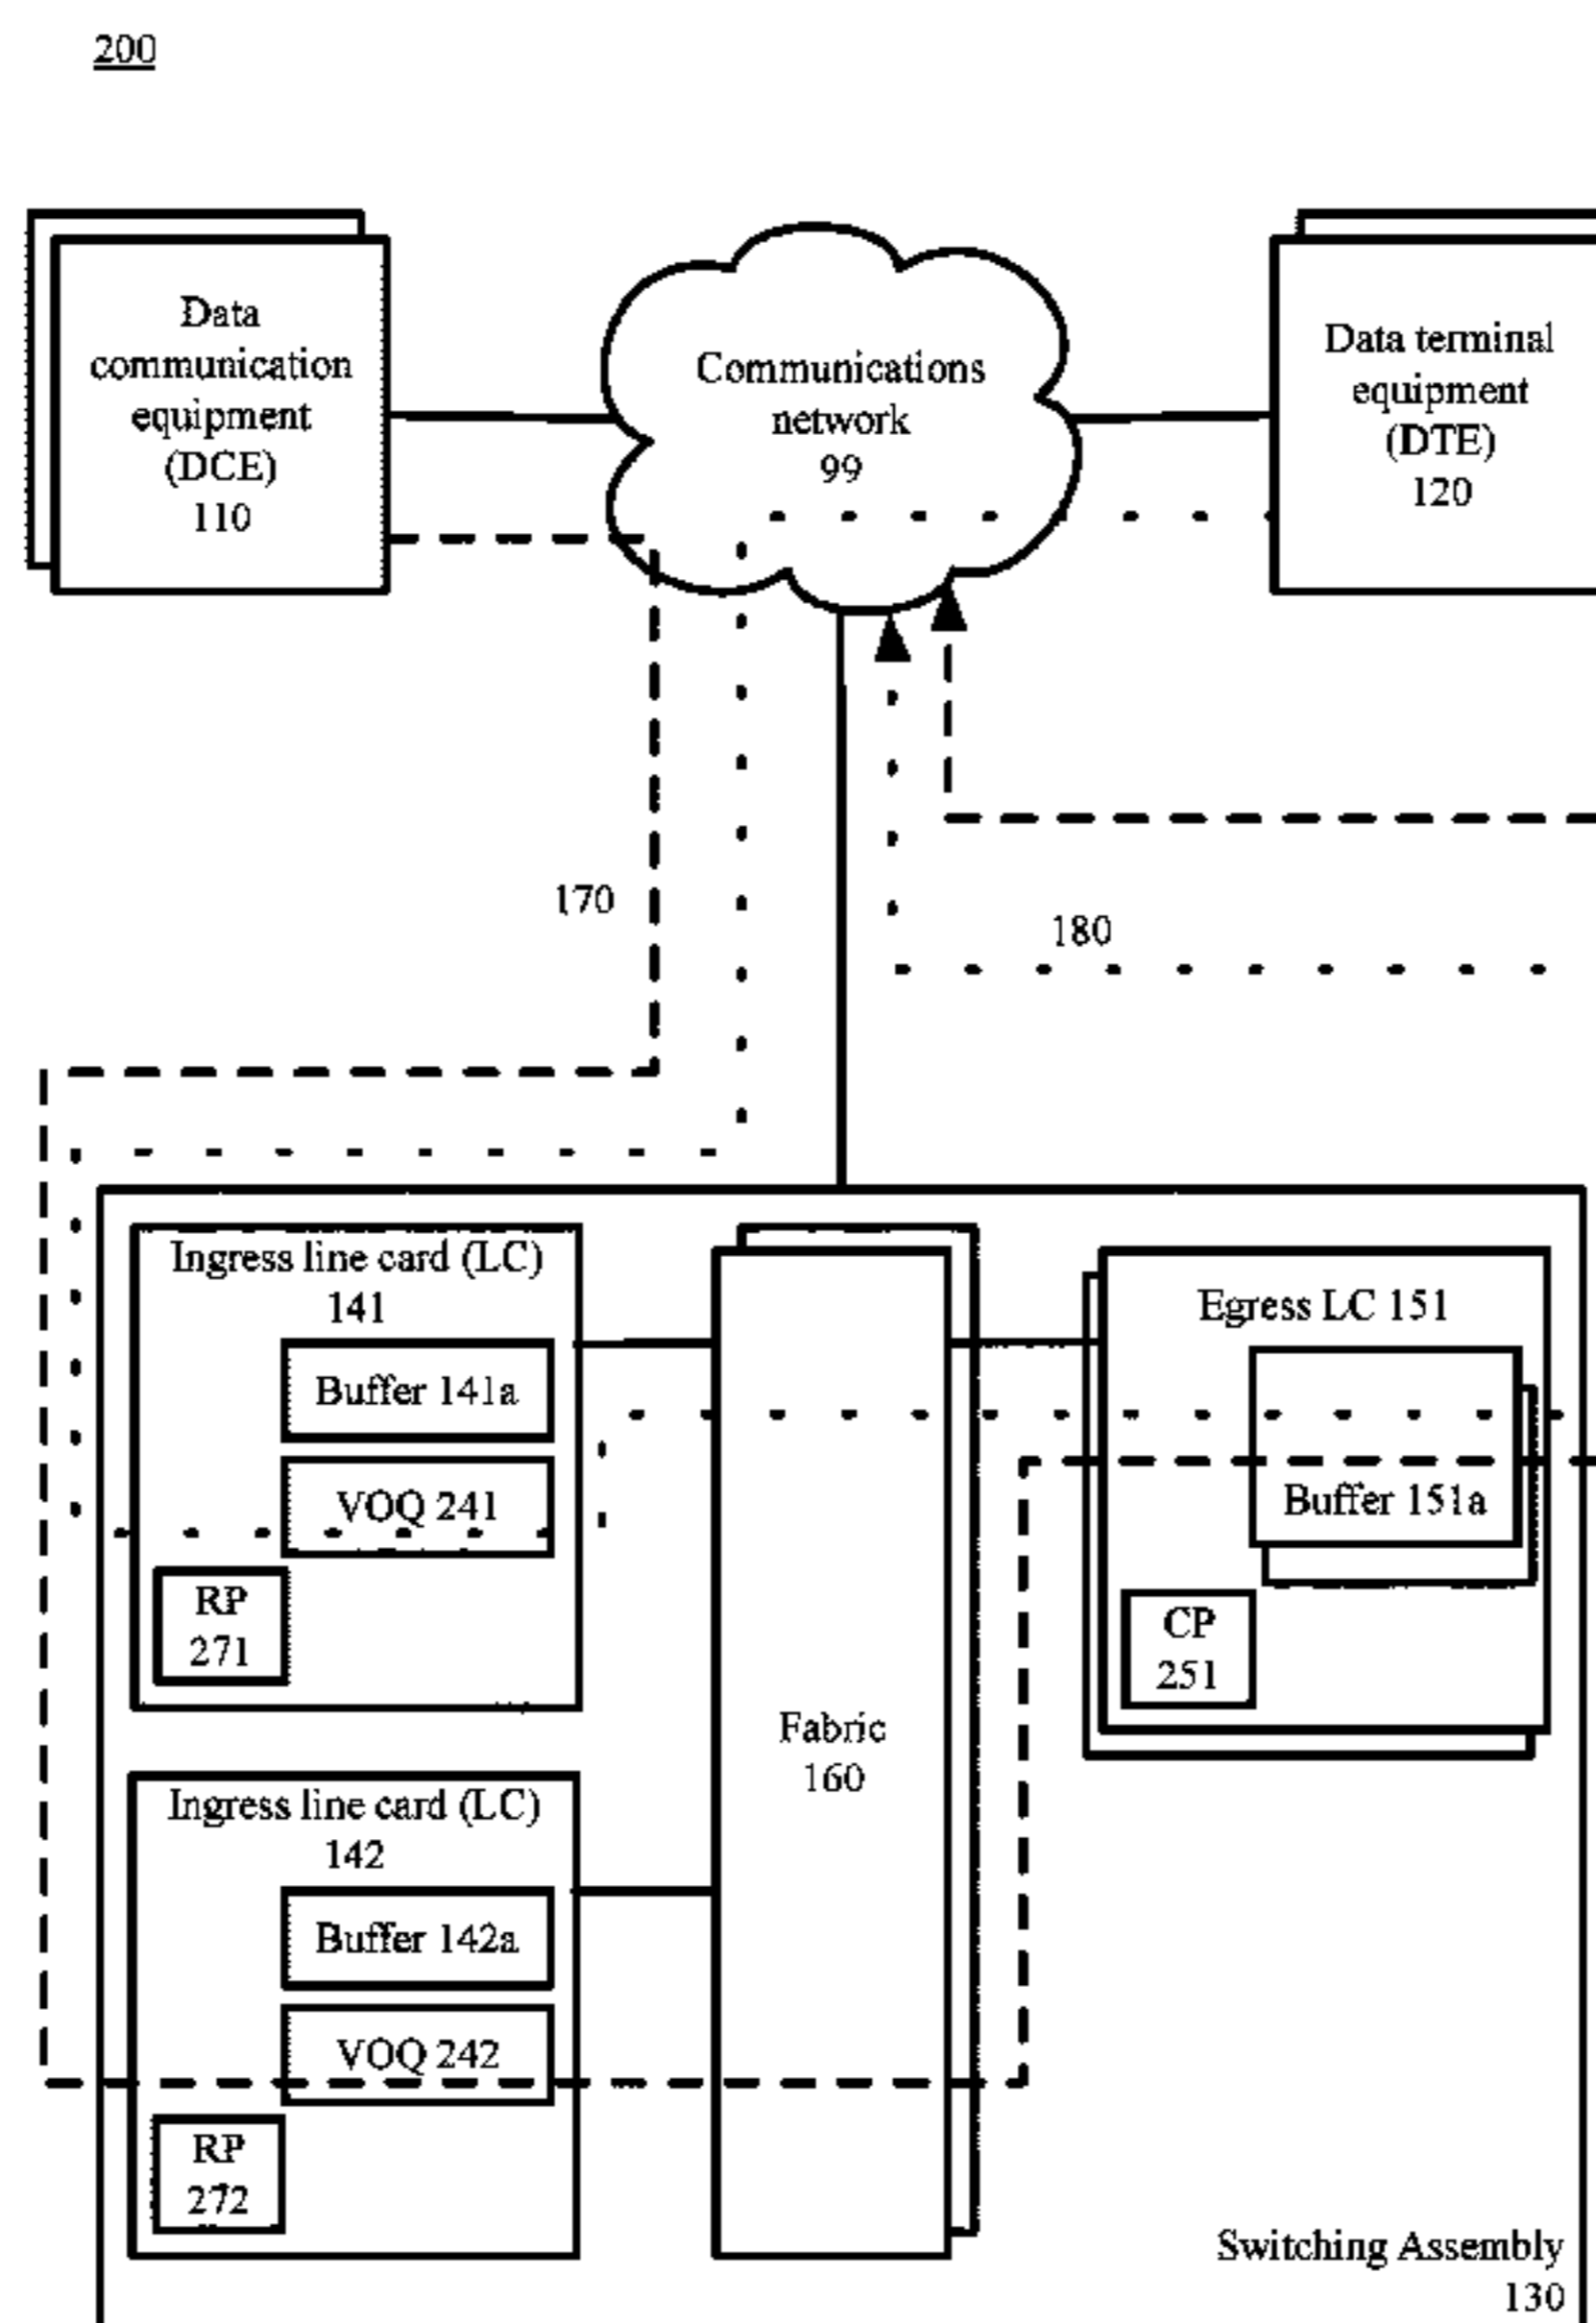 200
Data
communication
equipment
(DCE)
110
Communications
network
99
Data terminal
equipment
(DTE)
120
170
180
Ingress line card (LC)
141
Buffer 141a
VOQ 241
RP
271
Fabric
160
Egress LC 151
Buffer 151a
CP
251
Ingress line card (LC)
142
Buffer 142a
VOQ 242
RP
272
Switching Assembly
130